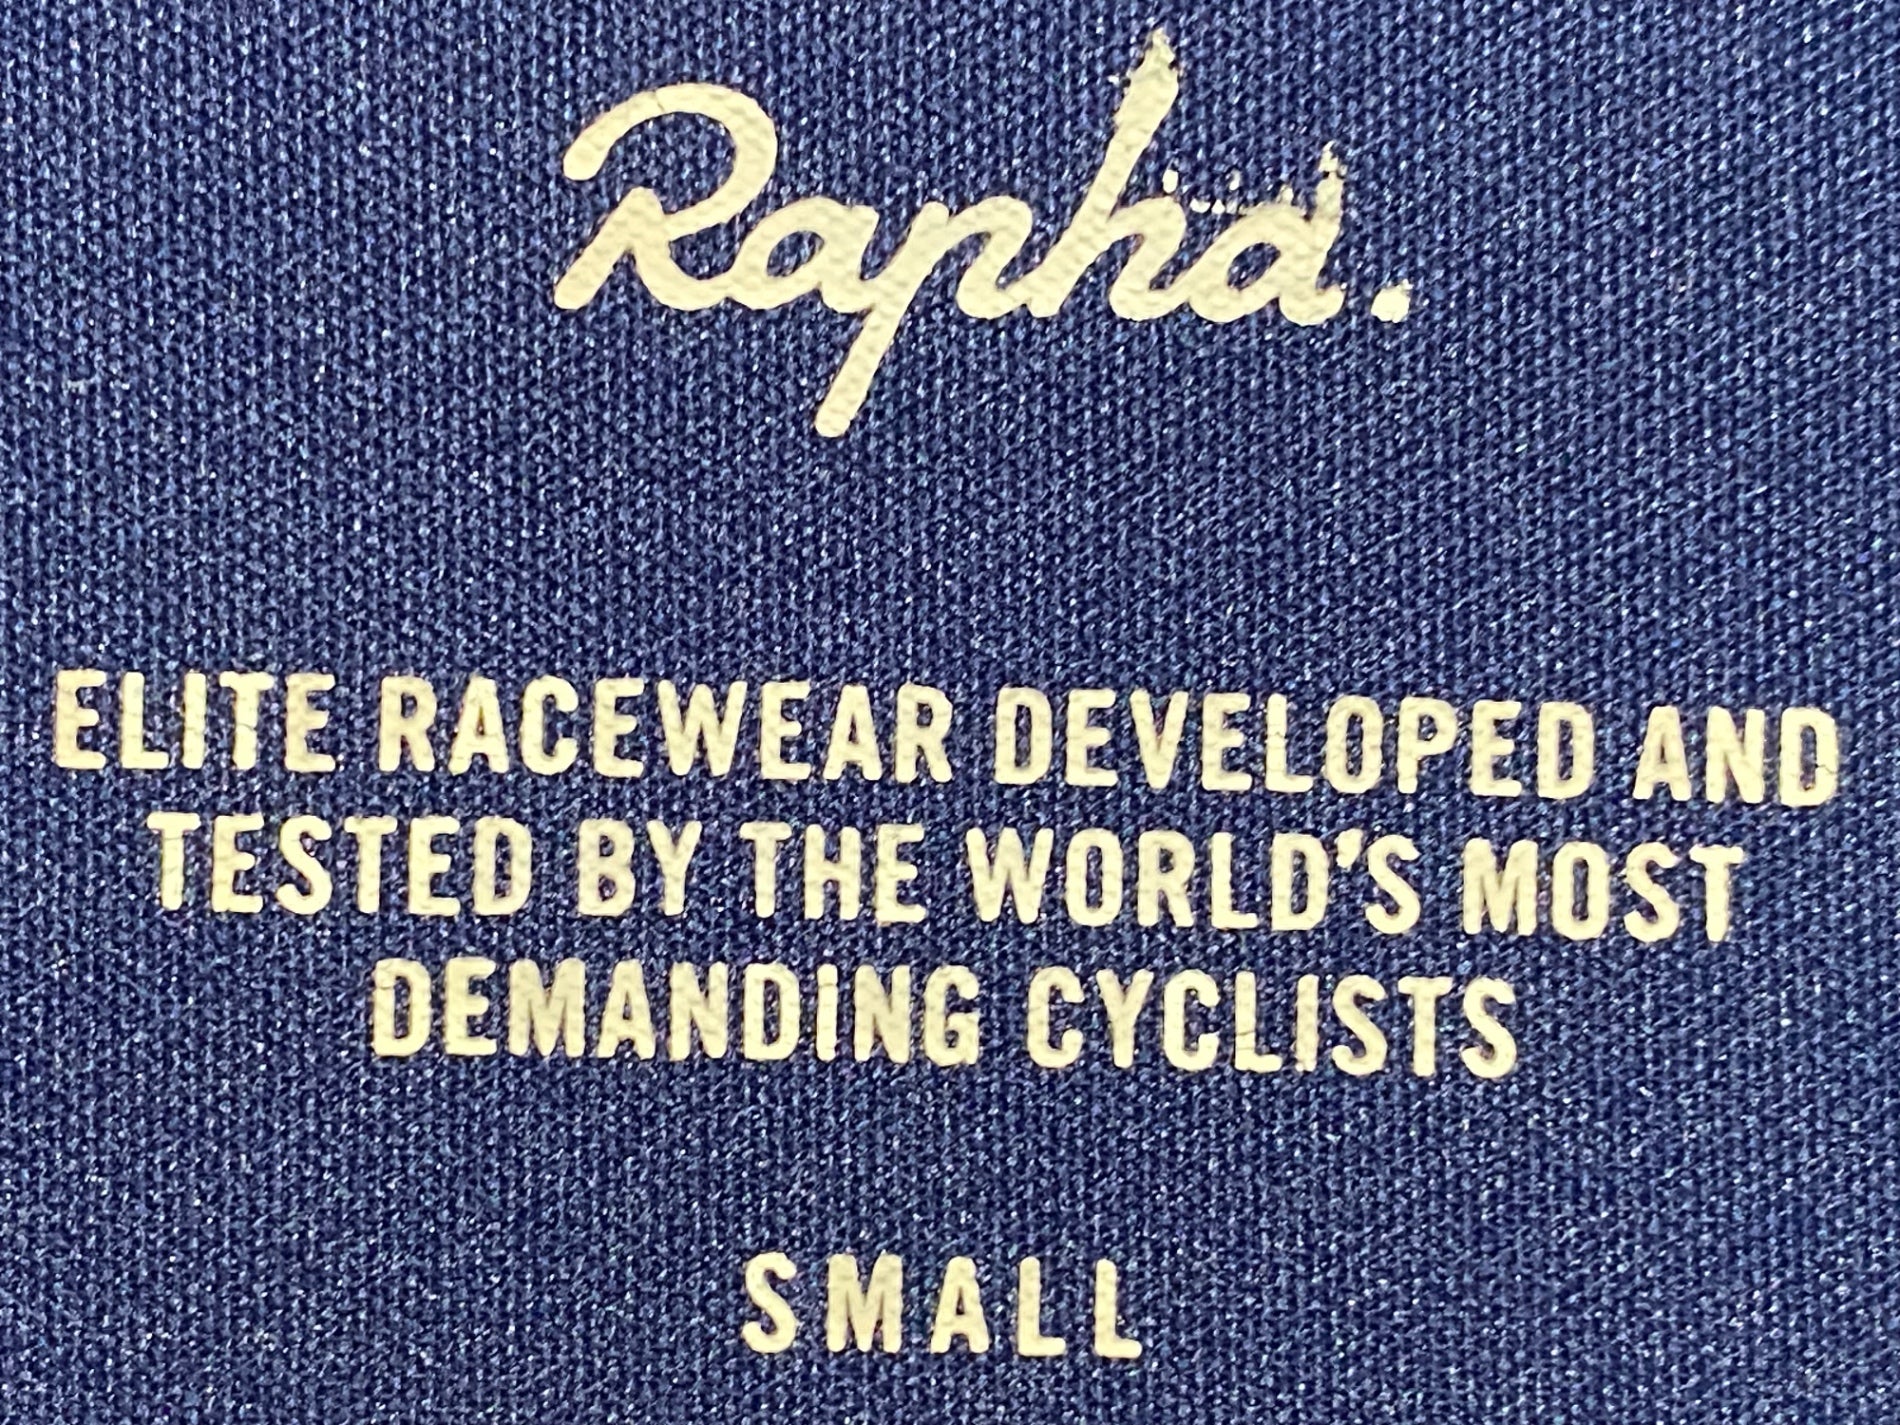 Rapha.
ELITE RACEWEAR DEVELOPED AND
TESTED BY THE WORLD'S MOST
DEMANDING CYCLISTS
SMALL